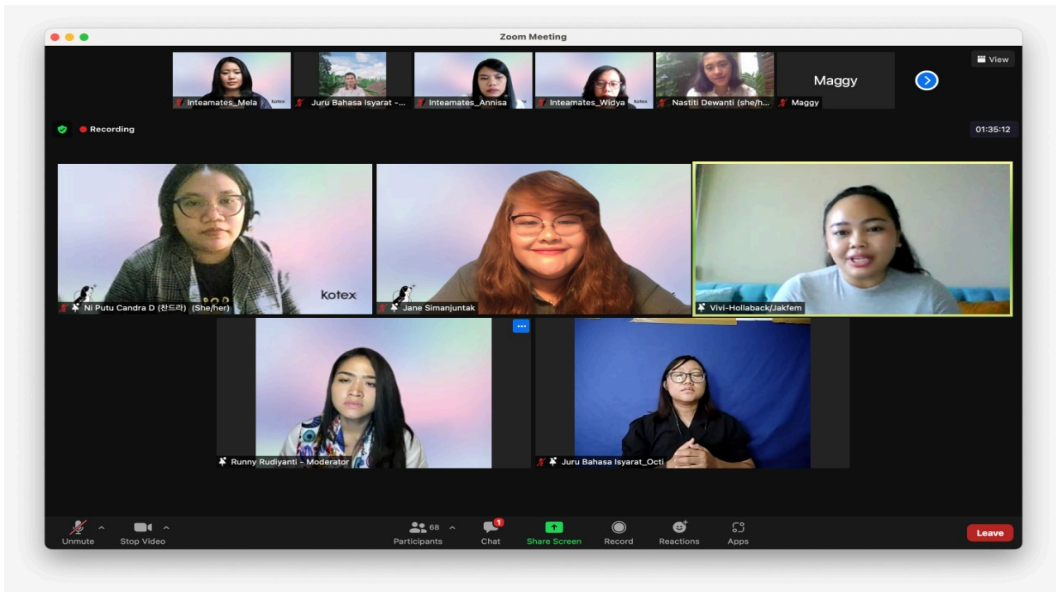 Zoom Meeting
View
Maggy
Inteamates_Mela
Juru Bahasa Isyarat -...
Inteamates_Annisa
Inteamates_Widya
Nastiti Dewanti (she/h...
Maggy
Recording
01:35:12
kotex
Ni Putu Candra D (찬드라) (She/her)
Jane Simanjuntak
Vivi-Hollaback/Jakfem
Runny Rudiyanti - Moderator
Juru Bahasa Isyarat_Octi
68
1
Unmute
Stop Video
Participants
Chat
Share Screen
Record
Reactions
Apps
Leave